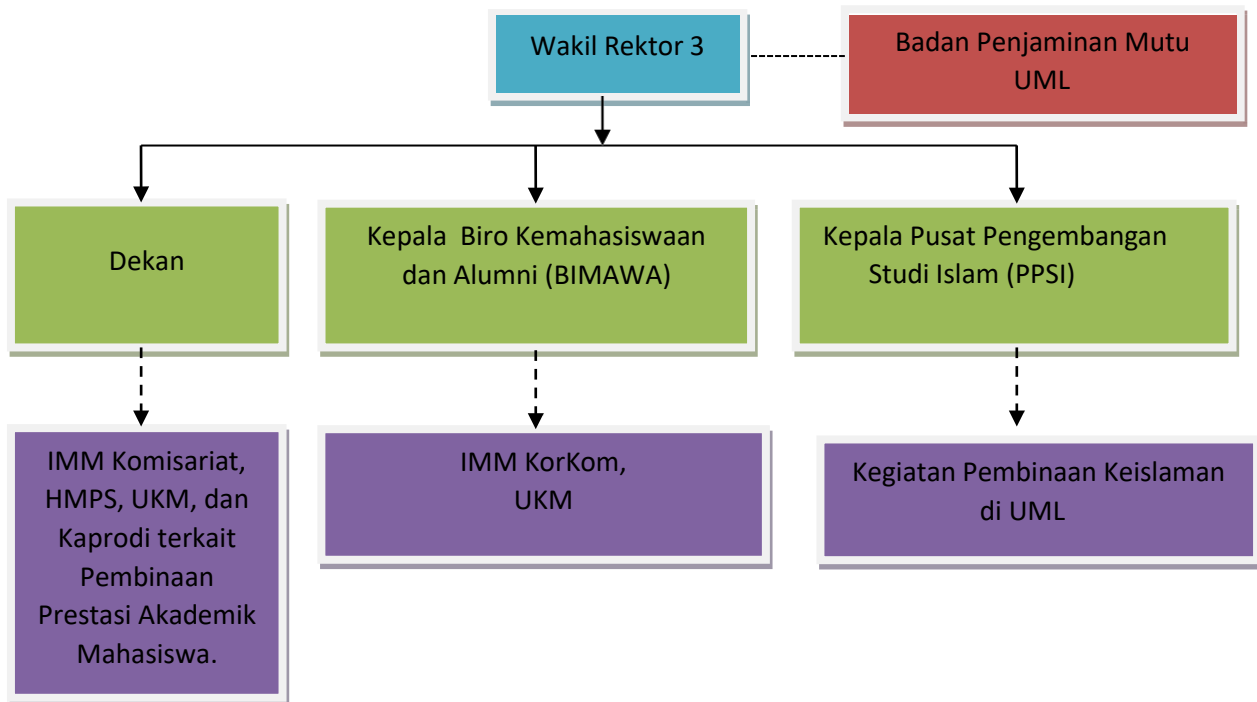 Wakil Rektor 3
Badan Penjaminan Mutu
UML
Dekan
Kepala  Biro Kemahasiswaan
dan Alumni (BIMAWA)
Kepala Pusat Pengembangan
Studi Islam (PPSI)
IMM Komisariat,
HMPS, UKM, dan
Kaprodi terkait
Pembinaan
Prestasi Akademik
Mahasiswa.
IMM KorKom,
UKM
Kegiatan Pembinaan Keislaman
di UML